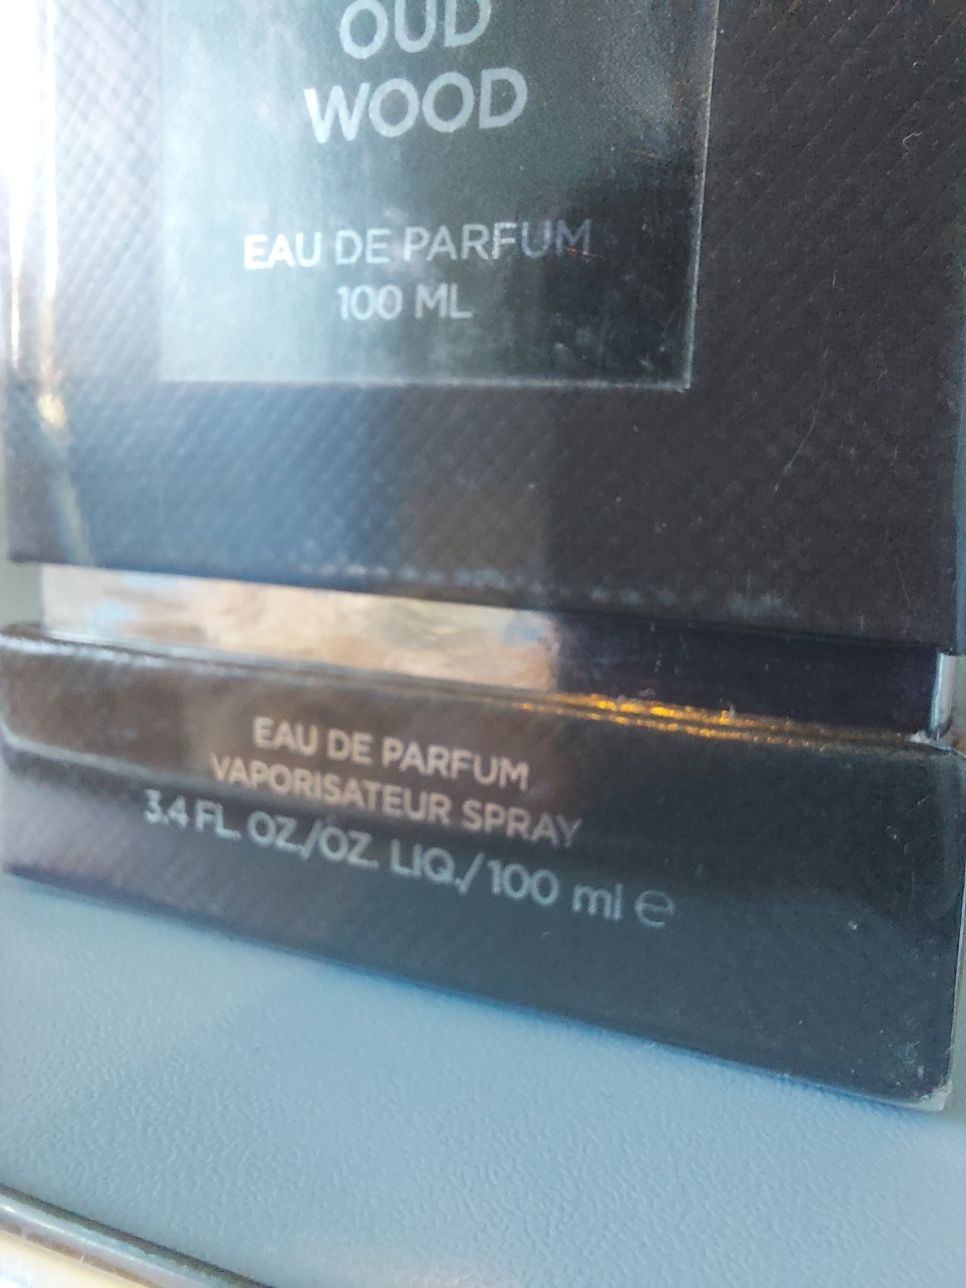 OUD
WOOD
EAU DE PARFUM
100 ML
EAU DE PARFUM
VAPORISATEUR SPRAY
3.4 FL. OZ./OZ. LIQ./100 ml ℮